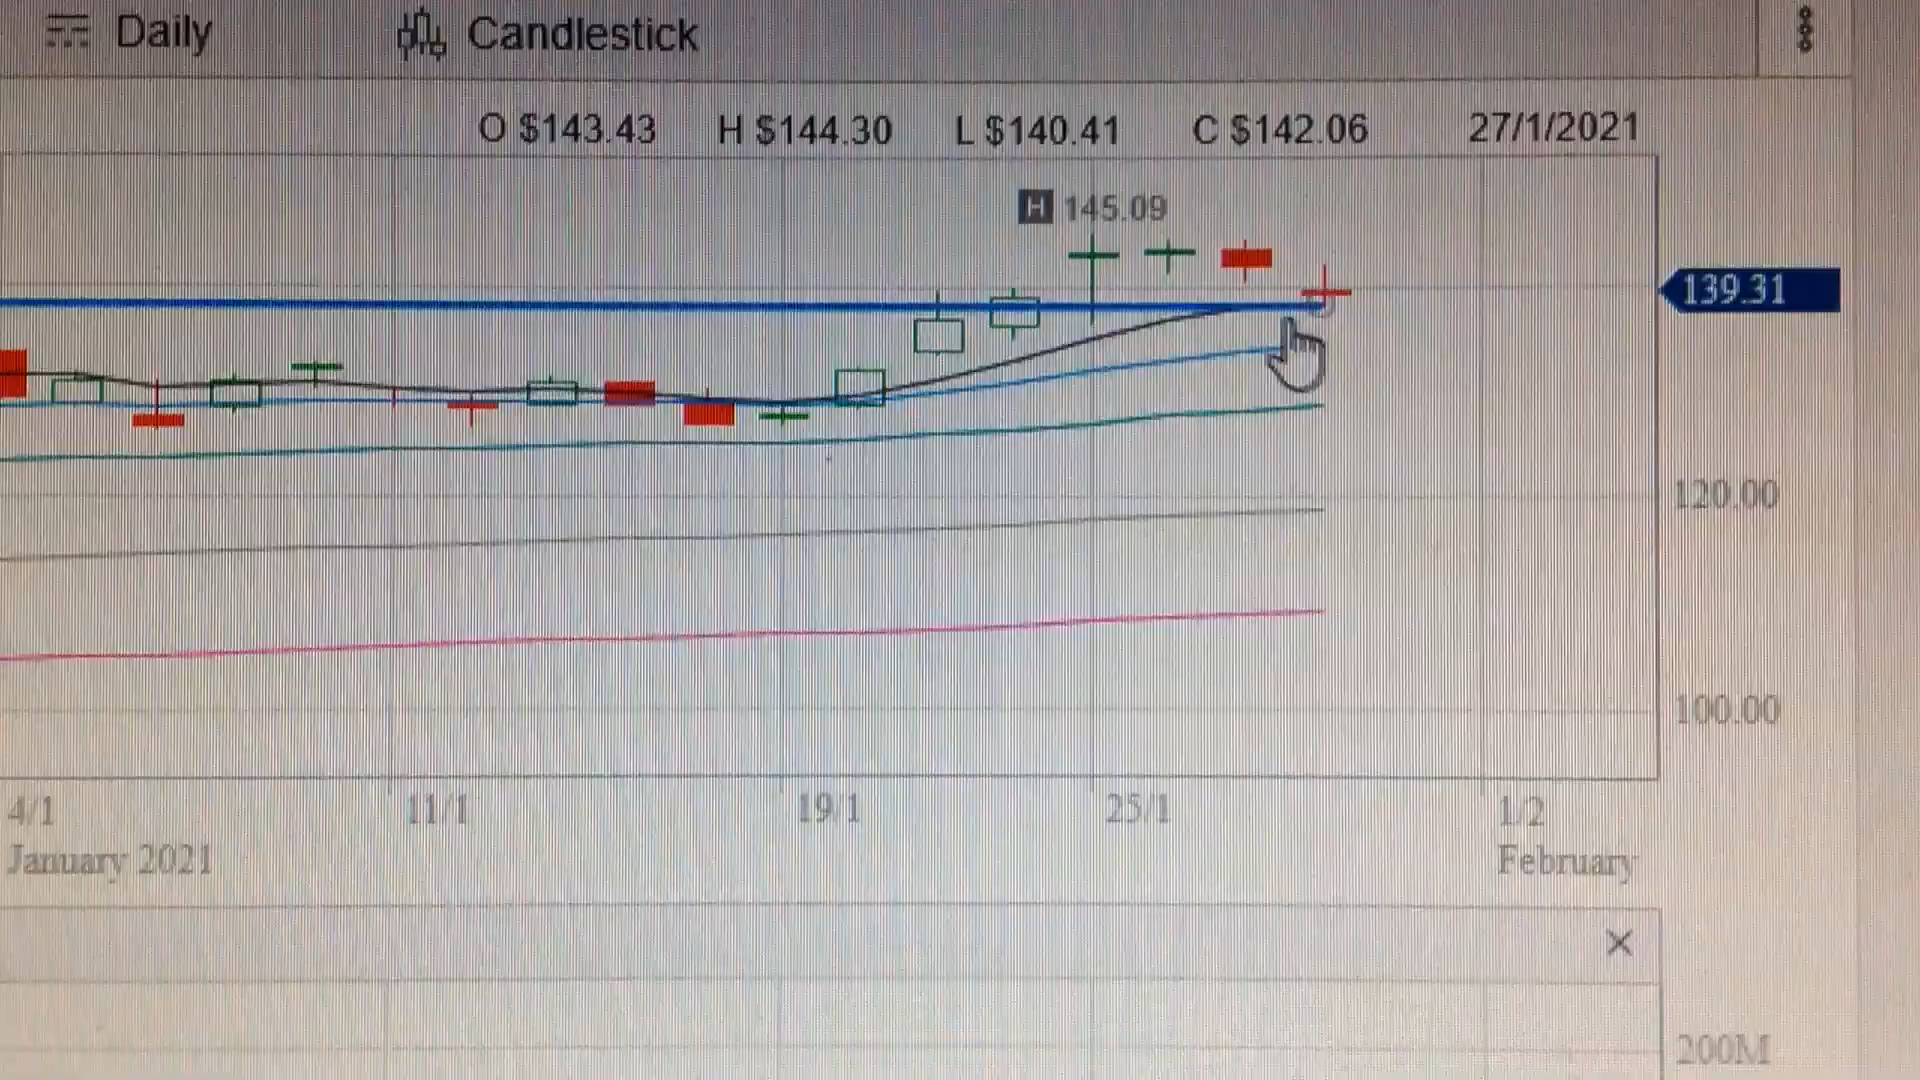 Daily Candlestick
O $143.43 H $144.30 L $140.41 C $142.06 27/1/2021
H 145.09
139.31
120.00
100.00
4/1 11/1 19/1 25/1 1/2
January 2021 February
200M